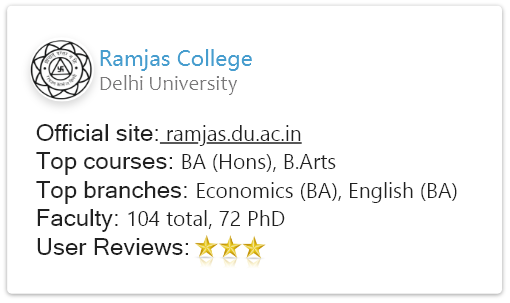 Ramjas College
Delhi University
Official site: ramjas.du.ac.in
Top courses: BA (Hons), B.Arts
Top branches: Economics (BA), English (BA)
Faculty: 104 total, 72 PhD
User Reviews: